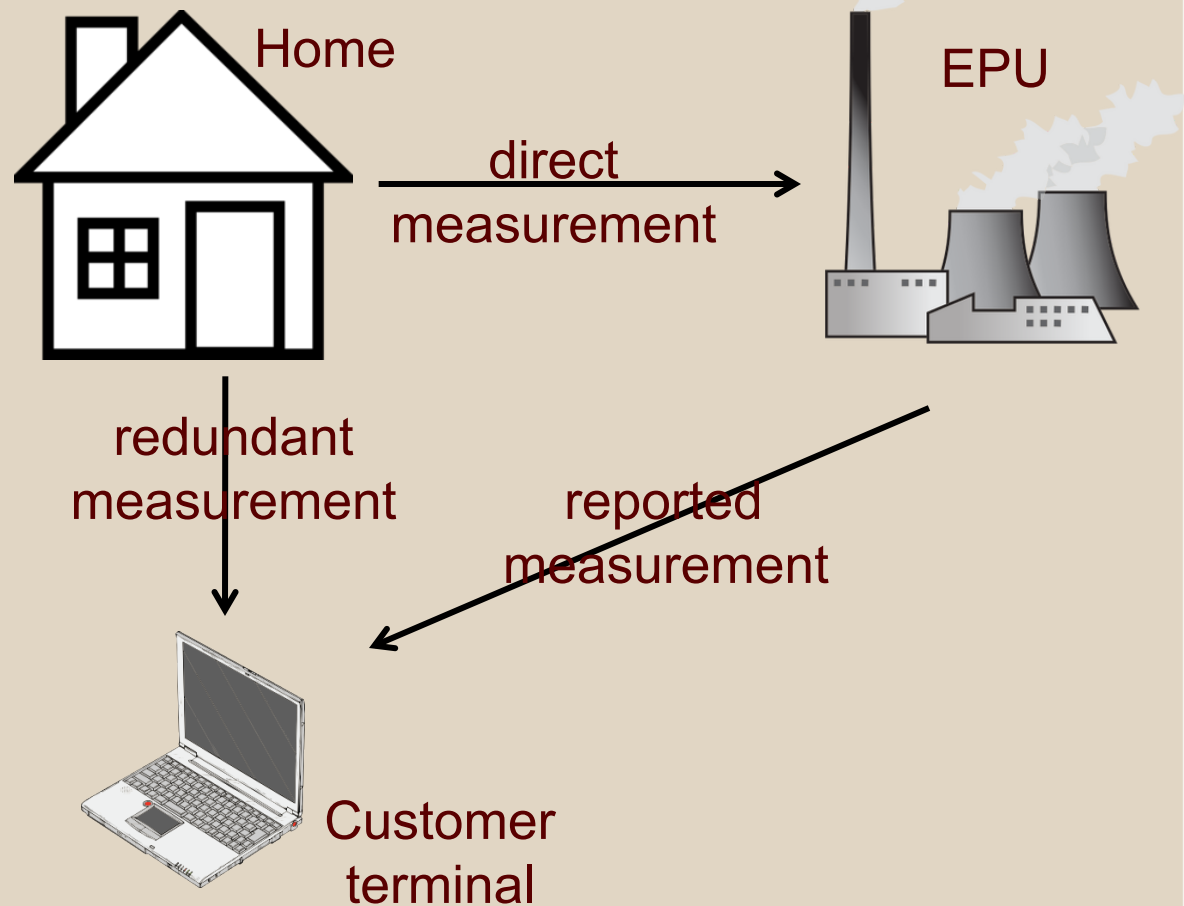 Home
EPU
direct
measurement
redundant
measurement
reported
measurement
Customer
terminal